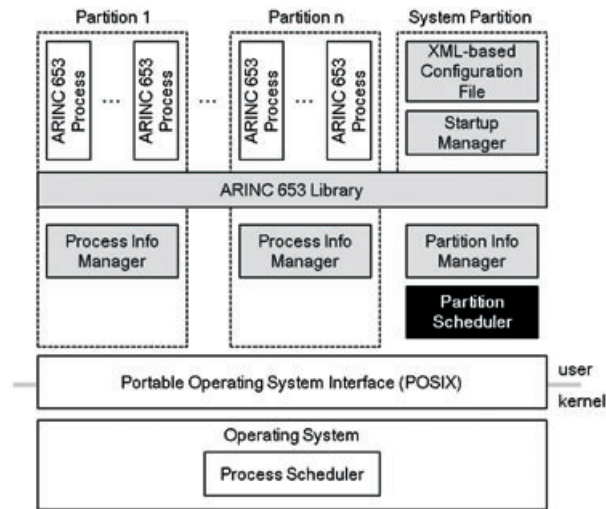 Partition 1
Partition n
System Partition
ARINC 653
Process
...
ARINC 653
Process
...
ARINC 653
Process
...
ARINC 653
Process
XML-based
Configuration
File
Startup
Manager
ARINC 653 Library
Process Info
Manager
Process Info
Manager
Partition Info
Manager
Partition
Scheduler
Portable Operating System Interface (POSIX)
user
kernel
Operating System
Process Scheduler